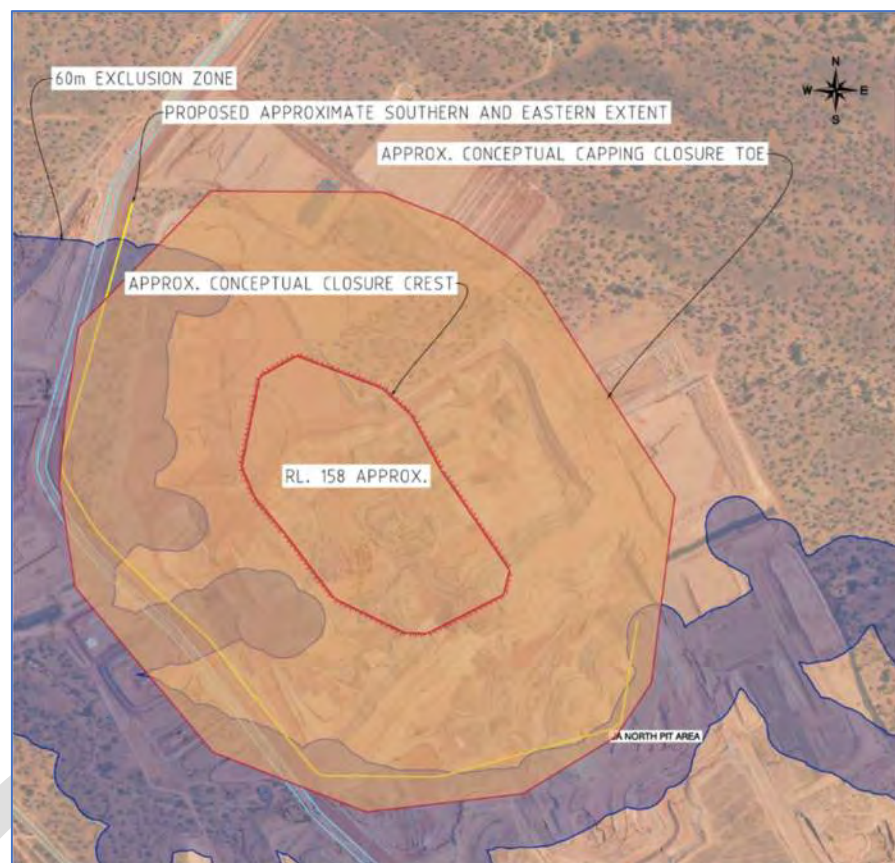 60m EXCLUSION ZONE
N
W E
S
PROPOSED APPROXIMATE SOUTHERN AND EASTERN EXTENT
APPROX. CONCEPTUAL CAPPING CLOSURE TOE
APPROX. CONCEPTUAL CLOSURE CREST
RL. 158 APPROX.
A NORTH PIT AREA